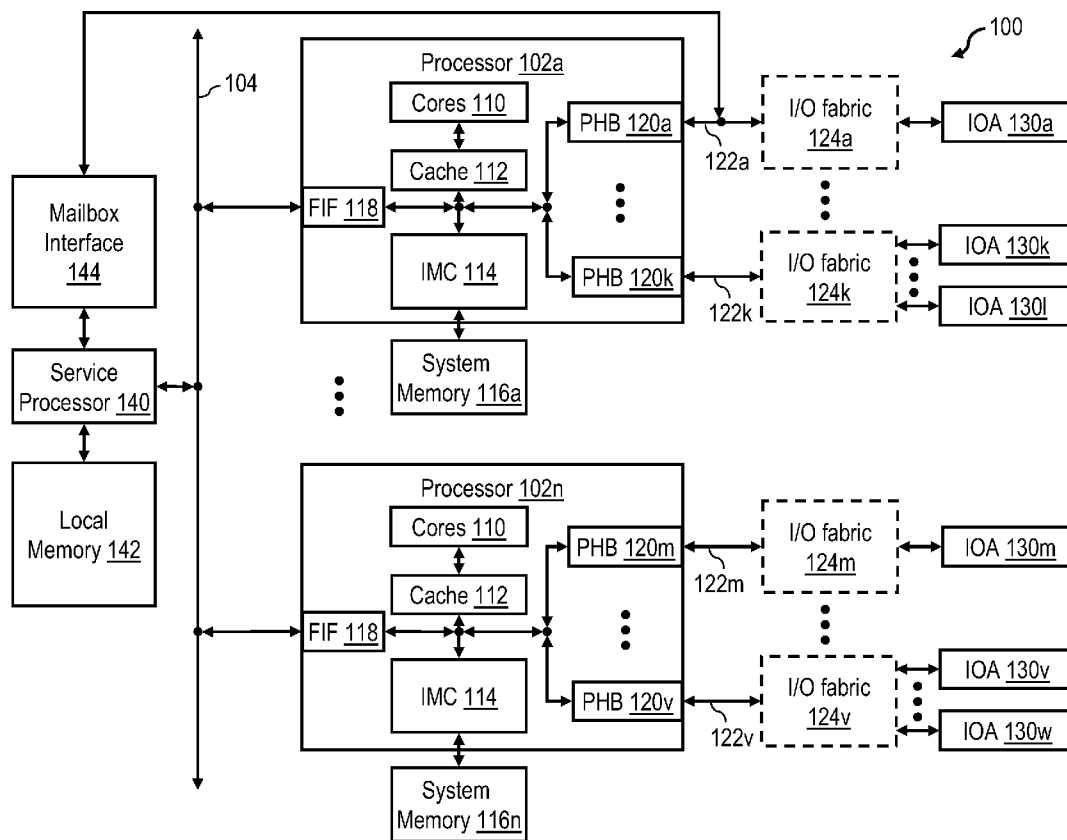 100
104
Processor 102a
Cores 110
Cache 112
FIF 118
IMC 114
PHB 120a
PHB 120k
122a
122k
I/O fabric
124a
I/O fabric
124k
IOA 130a
IOA 130k
IOA 130l
System
Memory 116a
Mailbox
Interface
144
Service
Processor 140
Local
Memory 142
Processor 102n
Cores 110
Cache 112
FIF 118
IMC 114
PHB 120m
PHB 120v
122m
122v
I/O fabric
124m
I/O fabric
124v
IOA 130m
IOA 130v
IOA 130w
System
Memory 116n